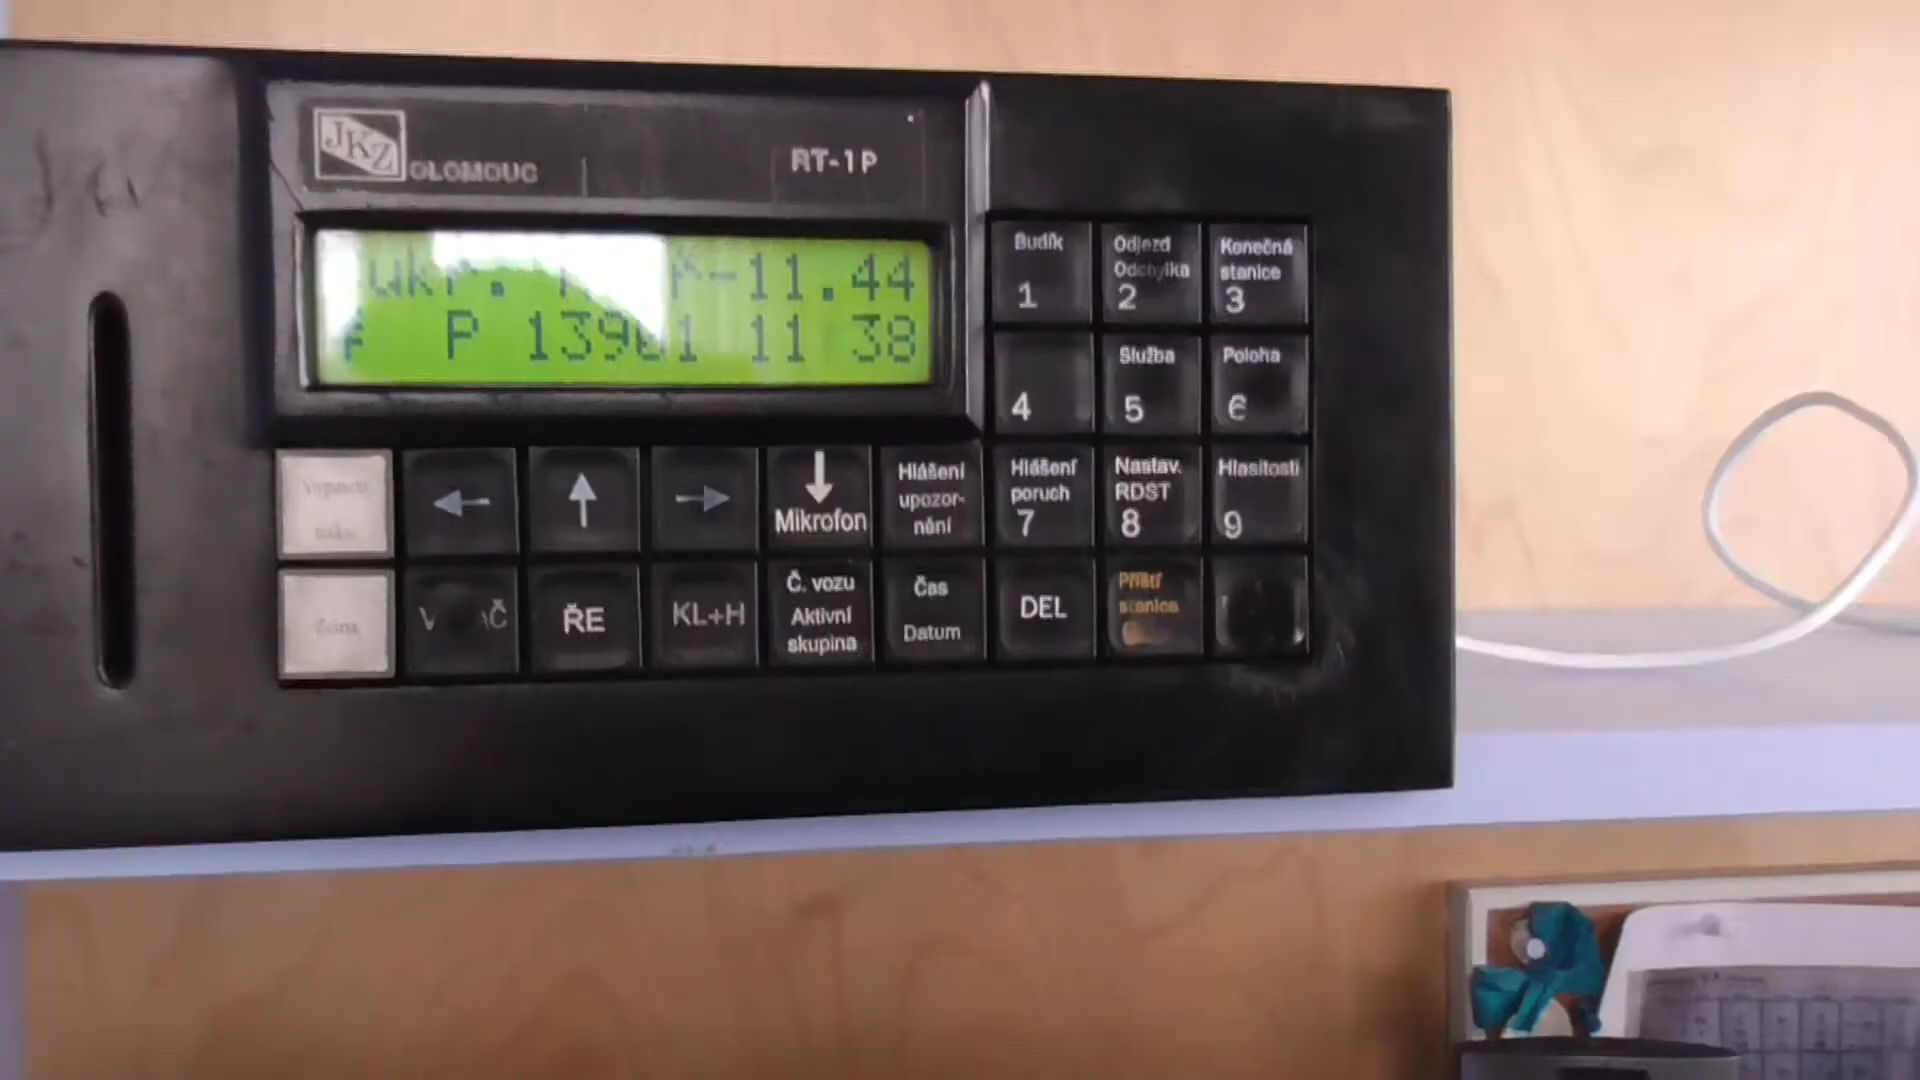 JKZ OLOMOUC
RT-1P
-11.44
P 13901 11 38
Budík
1
Odjezd
Odchylka
2
Konečná
stanice
3
4
Služba
5
Poloha
6
Mikrofon
Hlášení
upozor-
nění
Hlášení
poruch
7
Nastav.
RDST
8
Hlasitosti
9
ŘE
KL+H
Č. vozu
Aktivní
skupina
Čas
Datum
DEL
Příští
stanice